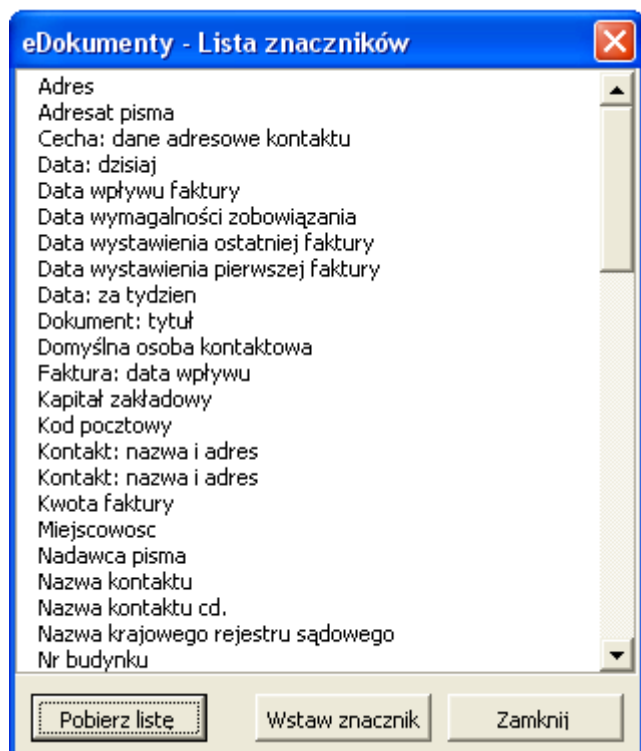 eDokumenty - Lista znaczników
Adres
Adresat pisma
Cecha: dane adresowe kontaktu
Data: dzisiaj
Data wpływu faktury
Data wymagalności zobowiązania
Data wystawienia ostatniej faktury
Data wystawienia pierwszej faktury
Data: za tydzien
Dokument: tytuł
Domyślna osoba kontaktowa
Faktura: data wpływu
Kapitał zakładowy
Kod pocztowy
Kontakt: nazwa i adres
Kontakt: nazwa i adres
Kwota faktury
Miejscowosc
Nadawca pisma
Nazwa kontaktu
Nazwa kontaktu cd.
Nazwa krajowego rejestru sądowego
Nr budynku
Pobierz listę
Wstaw znacznik
Zamknij